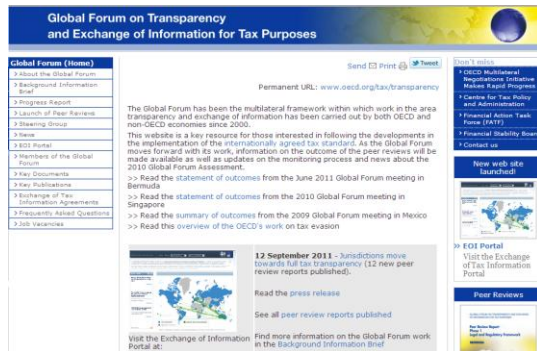 Global Forum on Transparency
and Exchange of Information for Tax Purposes
Global Forum (Home)
> About the Global Forum
> Background Information
Brief
> Progress Report
> Launch of Peer Reviews
> Steering Group
> News
> EOI Portal
> Members of the Global
Forum
> Key Documents
> Key Publications
> Exchange of Tax
Information Agreements
> Frequently Asked Questions
> Job Vacancies
Send Print Tweet
Permanent URL: www.oecd.org/tax/transparency
The Global Forum has been the multilateral framework within which work in the area
transparency and exchange of information has been carried out by both OECD and
non-OECD economies since 2000.
This website is a key resource for those interested in following the developments in
the implementation of the internationally agreed tax standard. As the Global Forum
moves forward with its work, information on the outcome of the peer reviews will be
made available as well as updates on the monitoring process and news about the
2010 Global Forum Assessment.
>> Read the statement of outcomes from the June 2011 Global Forum meeting in
Bermuda
>> Read the statement of outcomes from the 2010 Global Forum meeting in
Singapore
>> Read the summary of outcomes from the 2009 Global Forum meeting in Mexico
>> Read this overview of the OECD's work on tax evasion
Visit the Exchange of Tax Information
Portal at:
12 September 2011 - Jurisdictions move
towards full tax transparency (12 new peer
review reports published).
Read the press release
See all peer review reports published
Find more information on the Global Forum work
in the Background Information Brief
Don't miss
> OECD Multilateral
Negotiations Initiative
Makes Rapid Progress
> Centre for Tax Policy
and Administration
> Financial Action Task
Force (FATF)
> Financial Stability Board
> Contact us
New web site
launched!
>> EOI Portal
Visit the Exchange
of Tax Information
Portal
Peer Reviews
Peer Review Report
Phase 1
Legal and Regulatory Framework